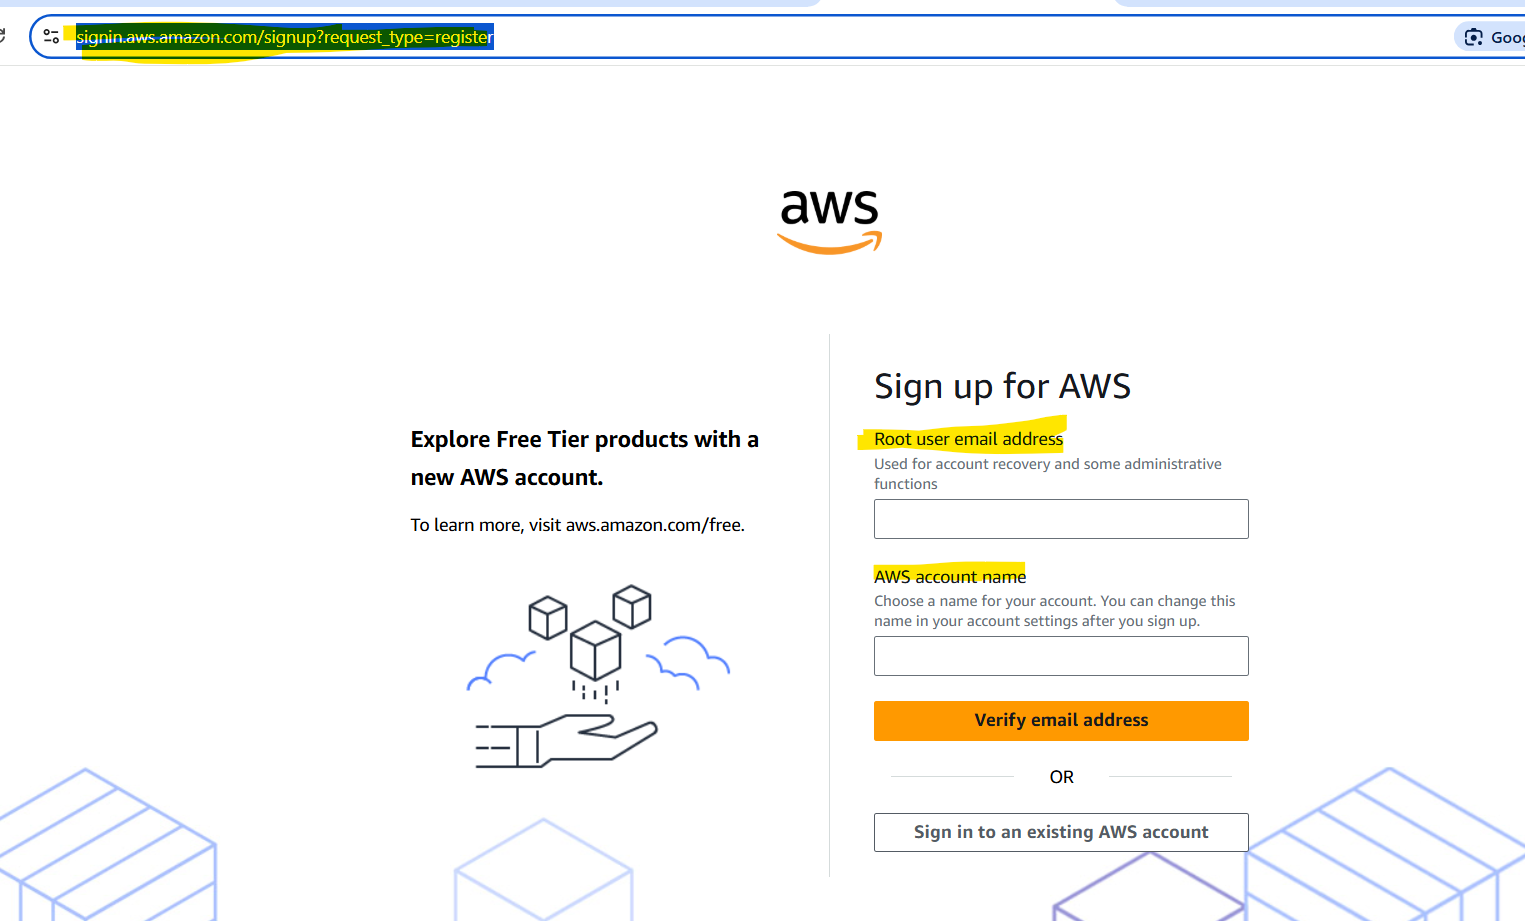 signin.aws.amazon.com/signup?request_type=register
aws
Explore Free Tier products with a
new AWS account.
To learn more, visit aws.amazon.com/free.
Sign up for AWS
Root user email address
Used for account recovery and some administrative
functions
AWS account name
Choose a name for your account. You can change this
name in your account settings after you sign up.
Verify email address
OR
Sign in to an existing AWS account